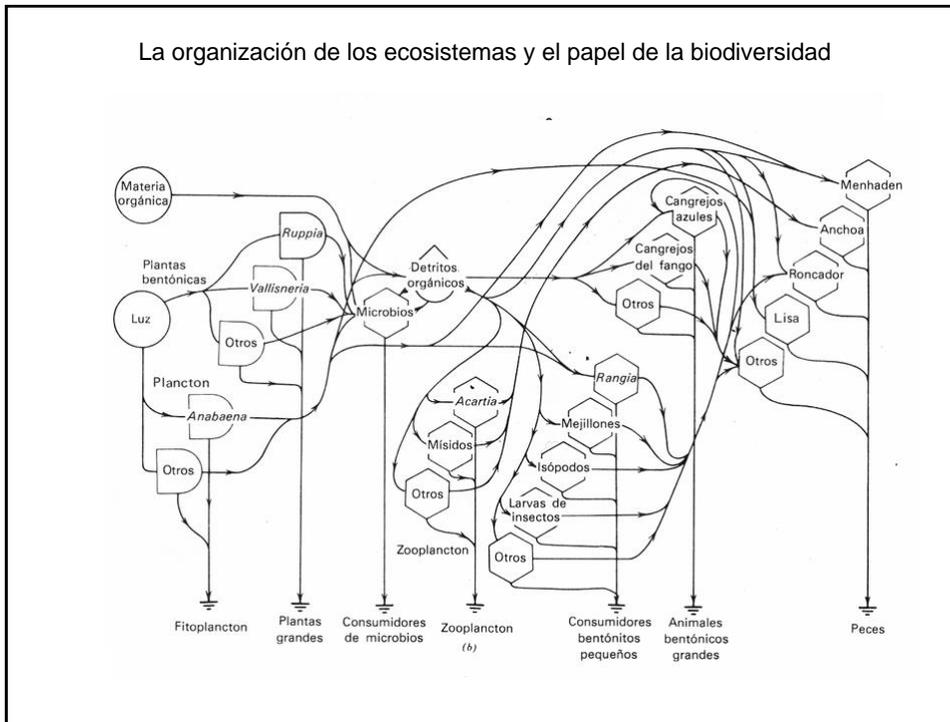 La organización de los ecosistemas y el papel de la biodiversidad
Materia
orgánica
Luz
Plantas
bentónicas
Ruppia
Vallisneria
Otros
Plancton
Anabaena
Otros
Microbios
Detritos
orgánicos
Acartia
Mísidos
Otros
Zooplancton
Cangrejos
azules
Cangrejos
del fango
Otros
Rangia
Mejillones
Isópodos
Larvas de
insectos
Otros
Menhaden
Anchoa
Roncador
Lisa
Otros
Fitoplancton
Plantas
grandes
Consumidores
de microbios
Zooplancton
(b)
Consumidores
bentónitos
pequeños
Animales
bentónicos
grandes
Peces